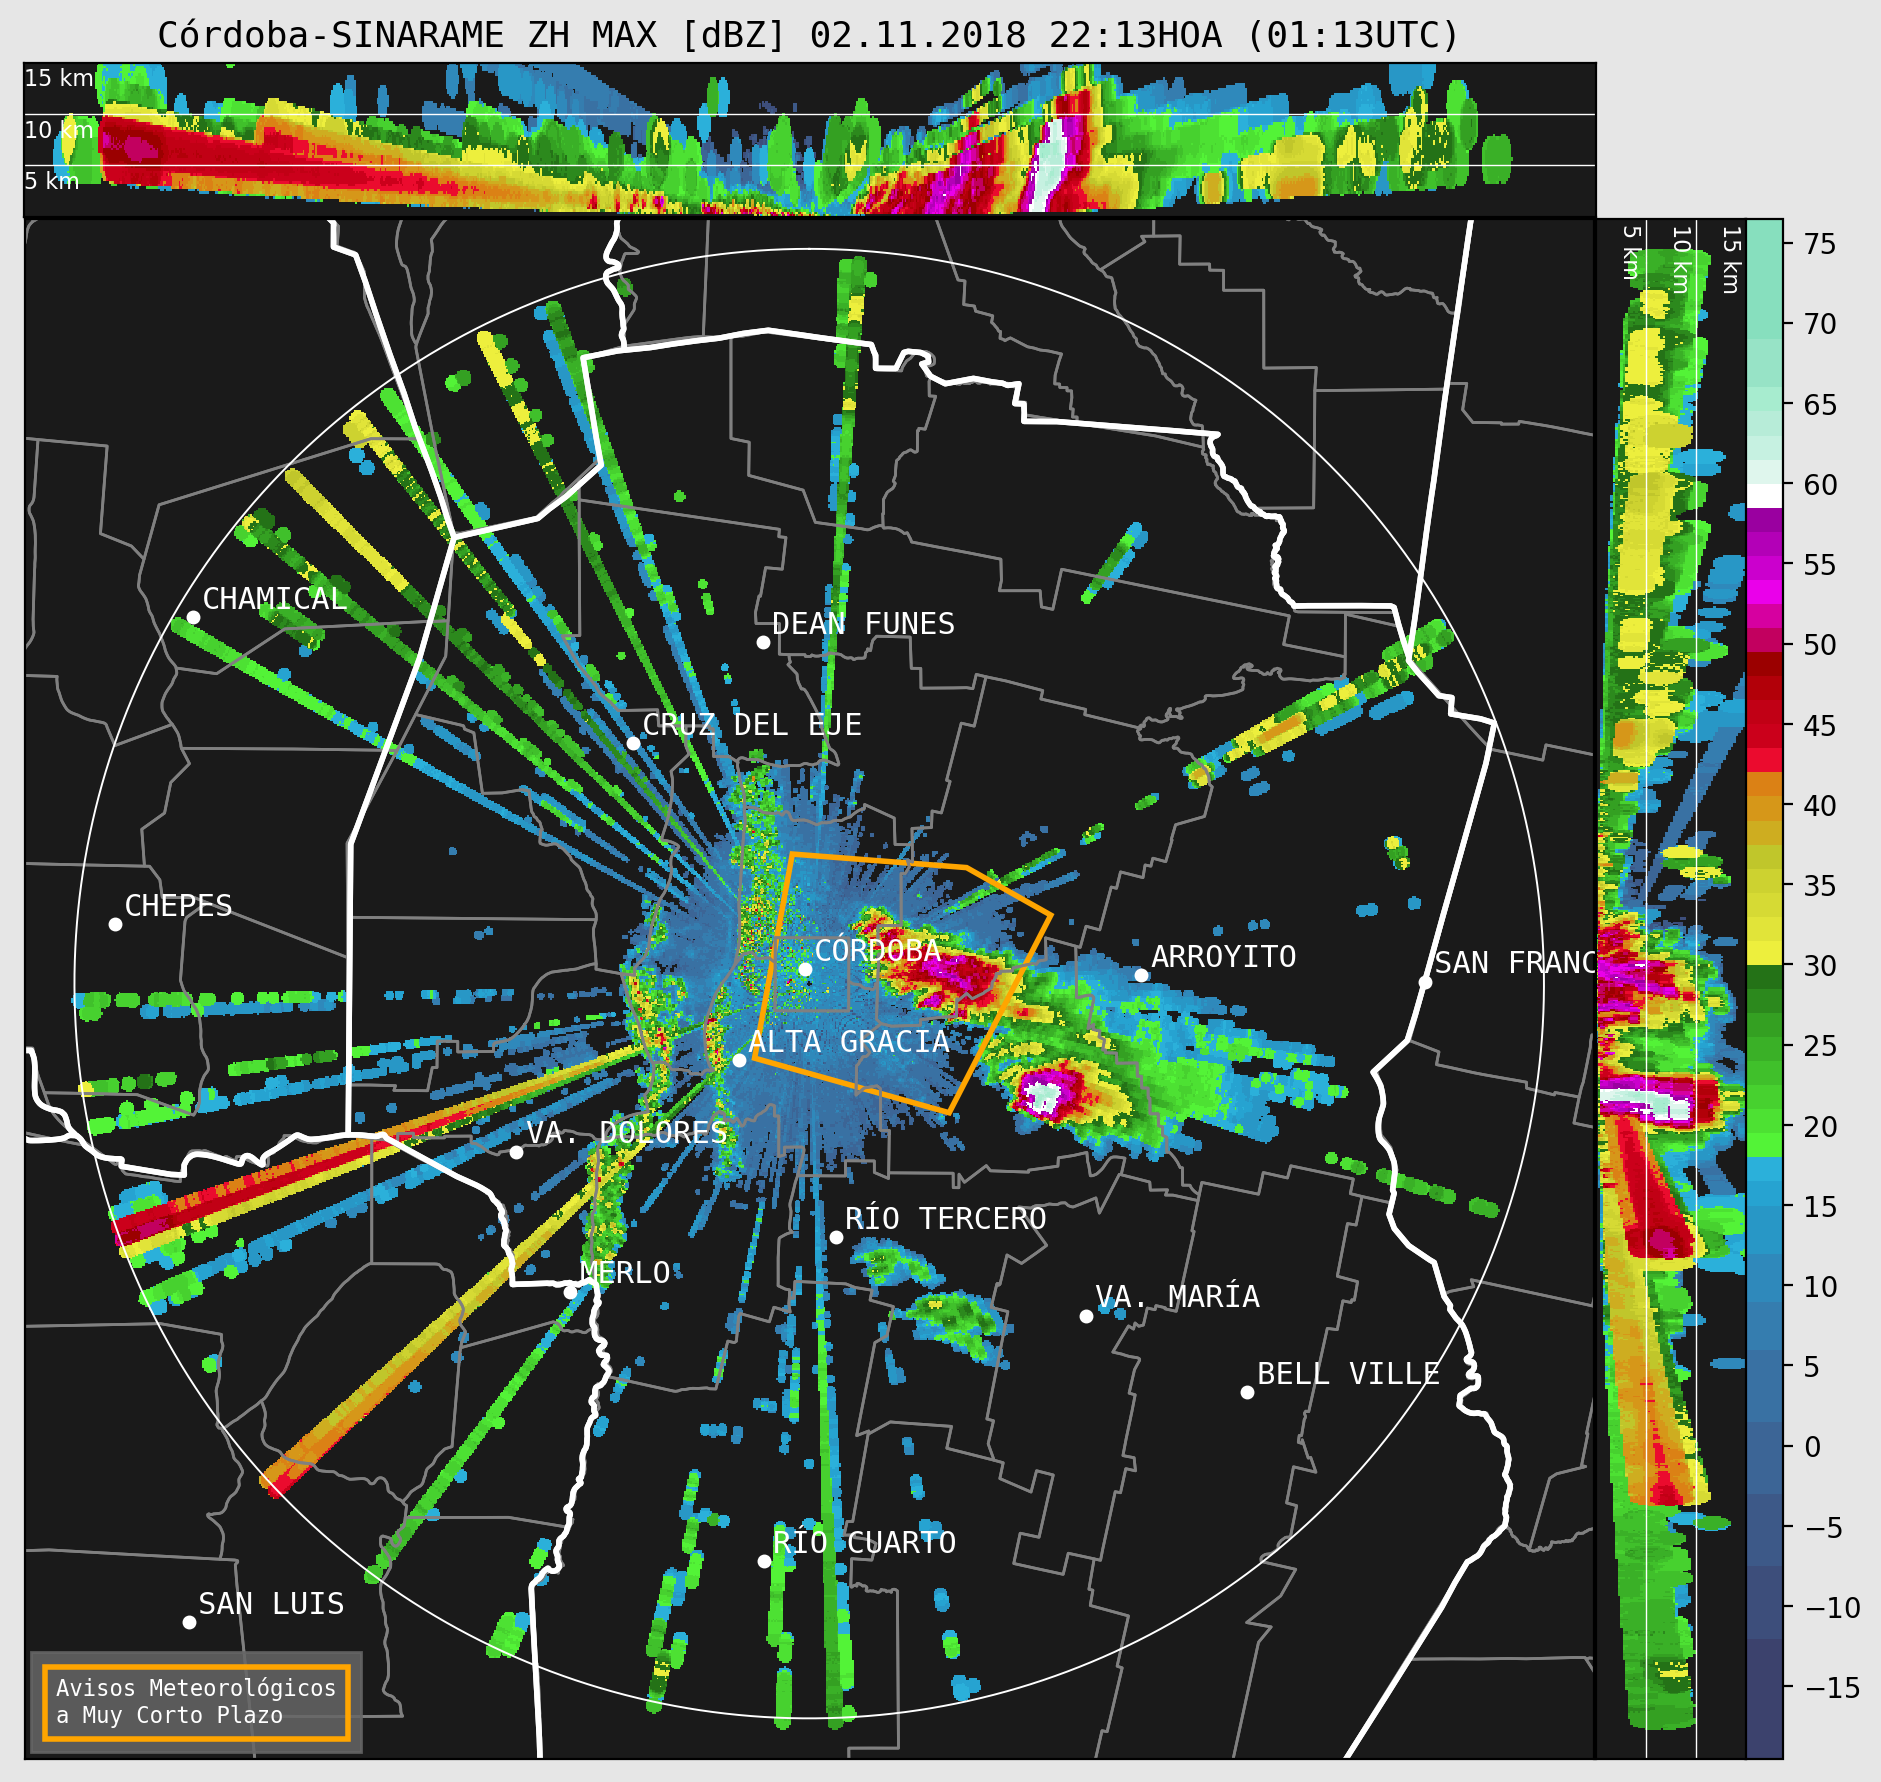 Córdoba-SINARAME ZH MAX [dBZ] 02.11.2018 22:13HOA (01:13UTC)
15 km
10 km
5 km
5 km
10 km
15 km
75
70
65
60
55
50
45
40
35
30
25
20
15
10
5
0
−5
−10
−15
CHAMICAL
DEAN FUNES
CRUZ DEL EJE
CHEPES
CÓRDOBA
ARROYITO
SAN FRANC
ALTA GRACIA
VA. DOLORES
RÍO TERCERO
MERLO
VA. MARÍA
BELL VILLE
RIO CUARTO
SAN LUIS
Avisos Meteorológicos
a Muy Corto Plazo